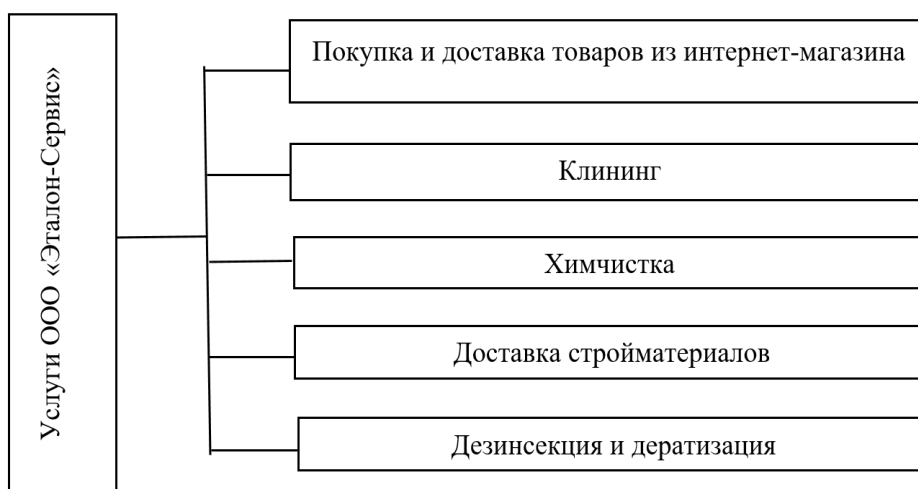 Услуги ООО «Эталон-Сервис»
Покупка и доставка товаров из интернет-магазина
Клининг
Химчистка
Доставка стройматериалов
Дезинсекция и дератизация